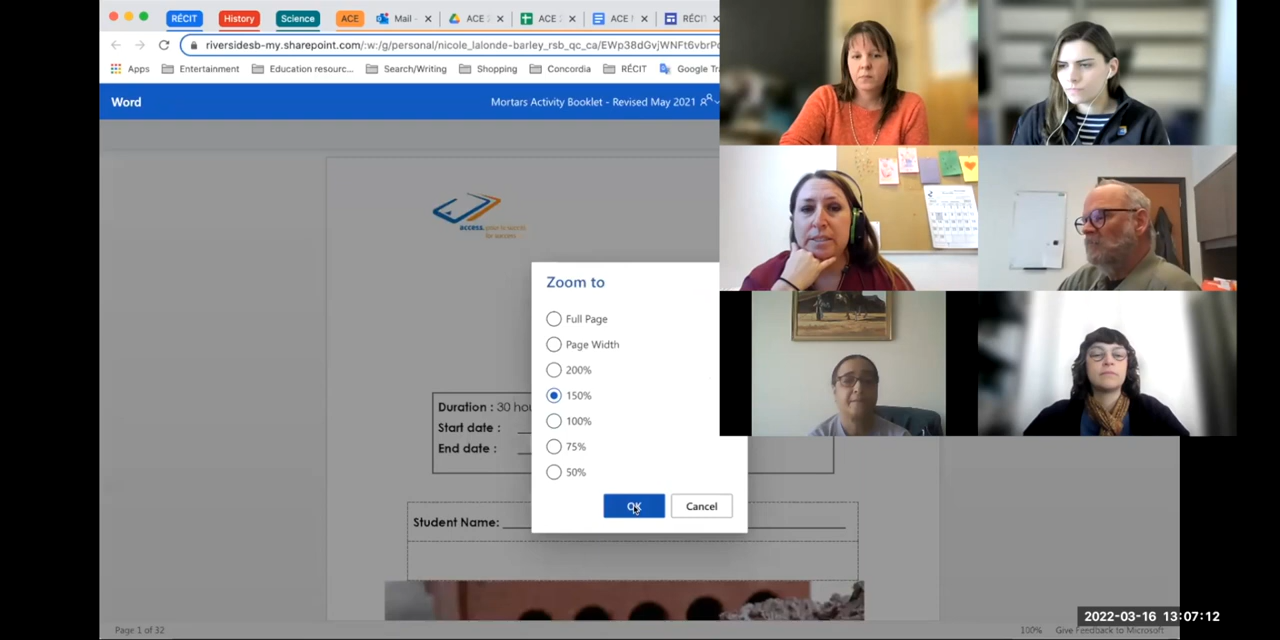 RÉCIT History Science ACE Mail - ACE ACE ACE RÉCIT
riversidesb-my.sharepoint.com/:w:/g/personal/nicole_lalonde-barley_rsb_qc_ca/EWp38dGvjWNFt6vbrP
Apps Entertainment Education resourc... Search/Writing Shopping Concordia RÉCIT Google Tra
Word Mortars Activity Booklet - Revised May 2021
access.
Zoom to
Full Page
Page Width
200%
150%
100%
75%
50%
OK Cancel
Duration : 30 hou
Start date :
End date :
Student Name:
2022-03-16 13:07:12
Page 1 of 32 100% Give Feedback to Microsoft